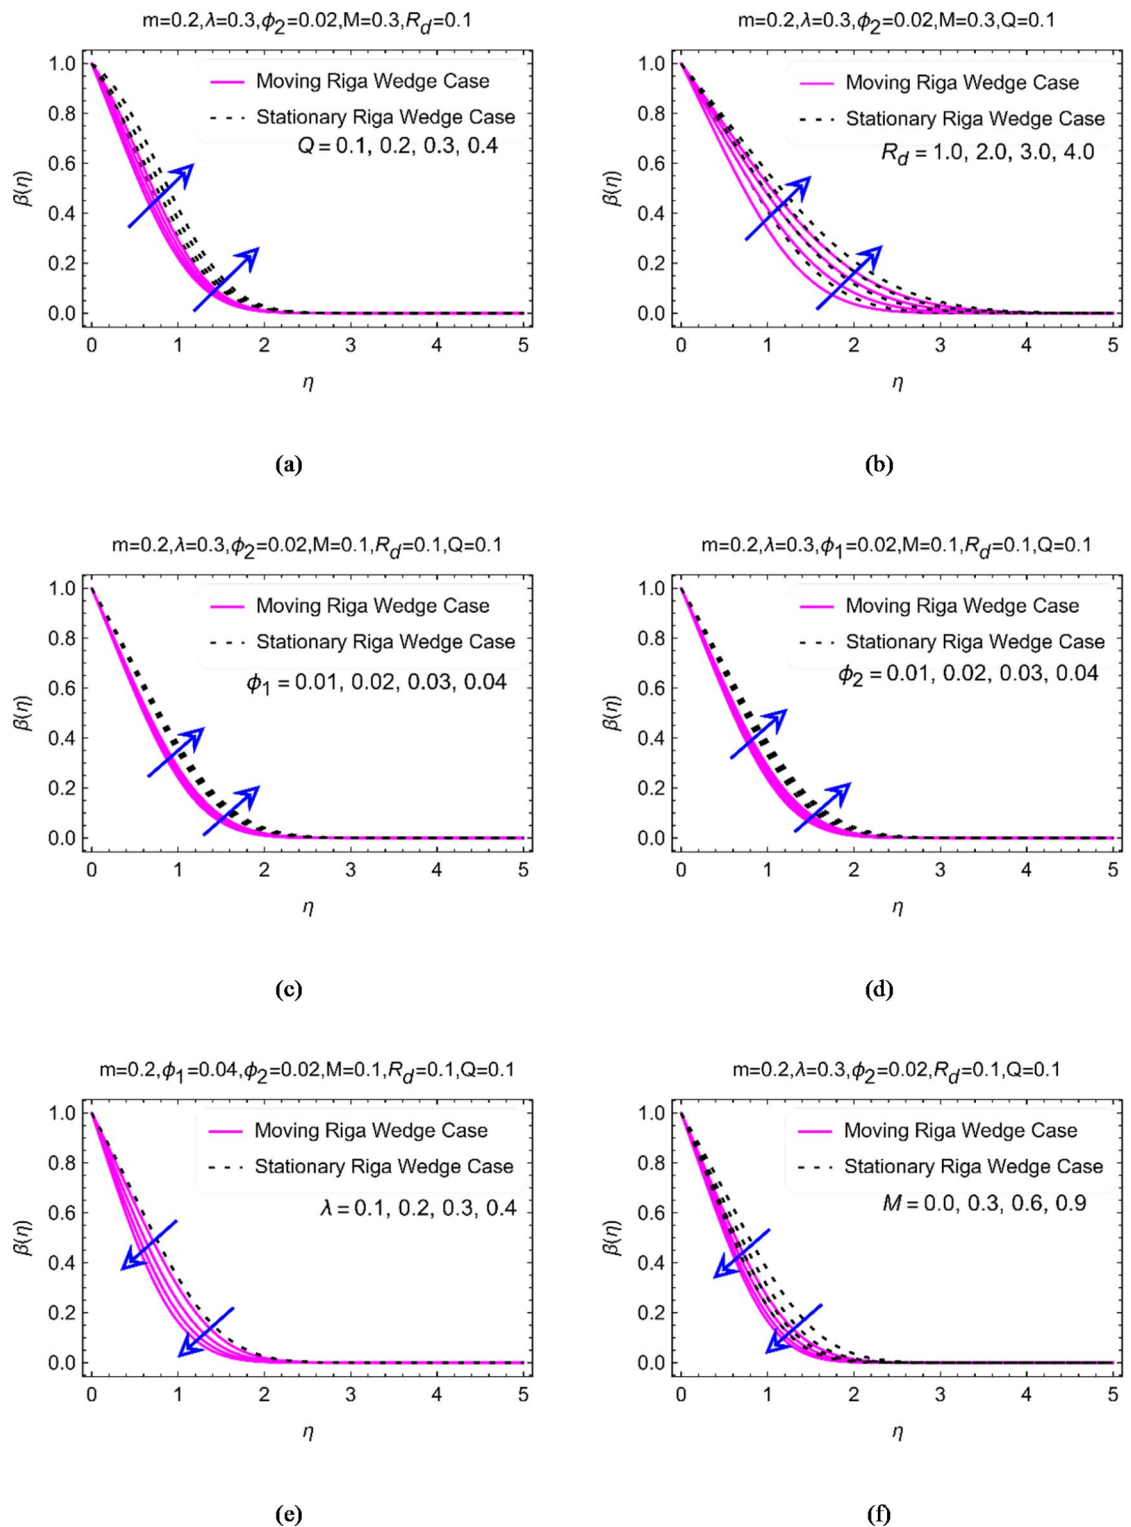 m=0.2,λ=0.3,ϕ₂=0.02,M=0.3,R_d=0.1
Moving Riga Wedge Case
Stationary Riga Wedge Case
Q = 0.1, 0.2, 0.3, 0.4
β(η)
1.0
0.8
0.6
0.4
0.2
0.0
0 1 2 3 4 5
η
(a)
m=0.2,λ=0.3,ϕ₂=0.02,M=0.3,Q=0.1
Moving Riga Wedge Case
Stationary Riga Wedge Case
R_d = 1.0, 2.0, 3.0, 4.0
β(η)
1.0
0.8
0.6
0.4
0.2
0.0
0 1 2 3 4 5
η
(b)
m=0.2,λ=0.3,ϕ₂=0.02,M=0.1,R_d=0.1,Q=0.1
Moving Riga Wedge Case
Stationary Riga Wedge Case
ϕ₁ = 0.01, 0.02, 0.03, 0.04
β(η)
1.0
0.8
0.6
0.4
0.2
0.0
0 1 2 3 4 5
η
(c)
m=0.2,λ=0.3,ϕ₁=0.02,M=0.1,R_d=0.1,Q=0.1
Moving Riga Wedge Case
Stationary Riga Wedge Case
ϕ₂ = 0.01, 0.02, 0.03, 0.04
β(η)
1.0
0.8
0.6
0.4
0.2
0.0
0 1 2 3 4 5
η
(d)
m=0.2,ϕ₁=0.04,ϕ₂=0.02,M=0.1,R_d=0.1,Q=0.1
Moving Riga Wedge Case
Stationary Riga Wedge Case
λ = 0.1, 0.2, 0.3, 0.4
β(η)
1.0
0.8
0.6
0.4
0.2
0.0
0 1 2 3 4 5
η
(e)
m=0.2,λ=0.3,ϕ₂=0.02,R_d=0.1,Q=0.1
Moving Riga Wedge Case
Stationary Riga Wedge Case
M = 0.0, 0.3, 0.6, 0.9
β(η)
1.0
0.8
0.6
0.4
0.2
0.0
0 1 2 3 4 5
η
(f)